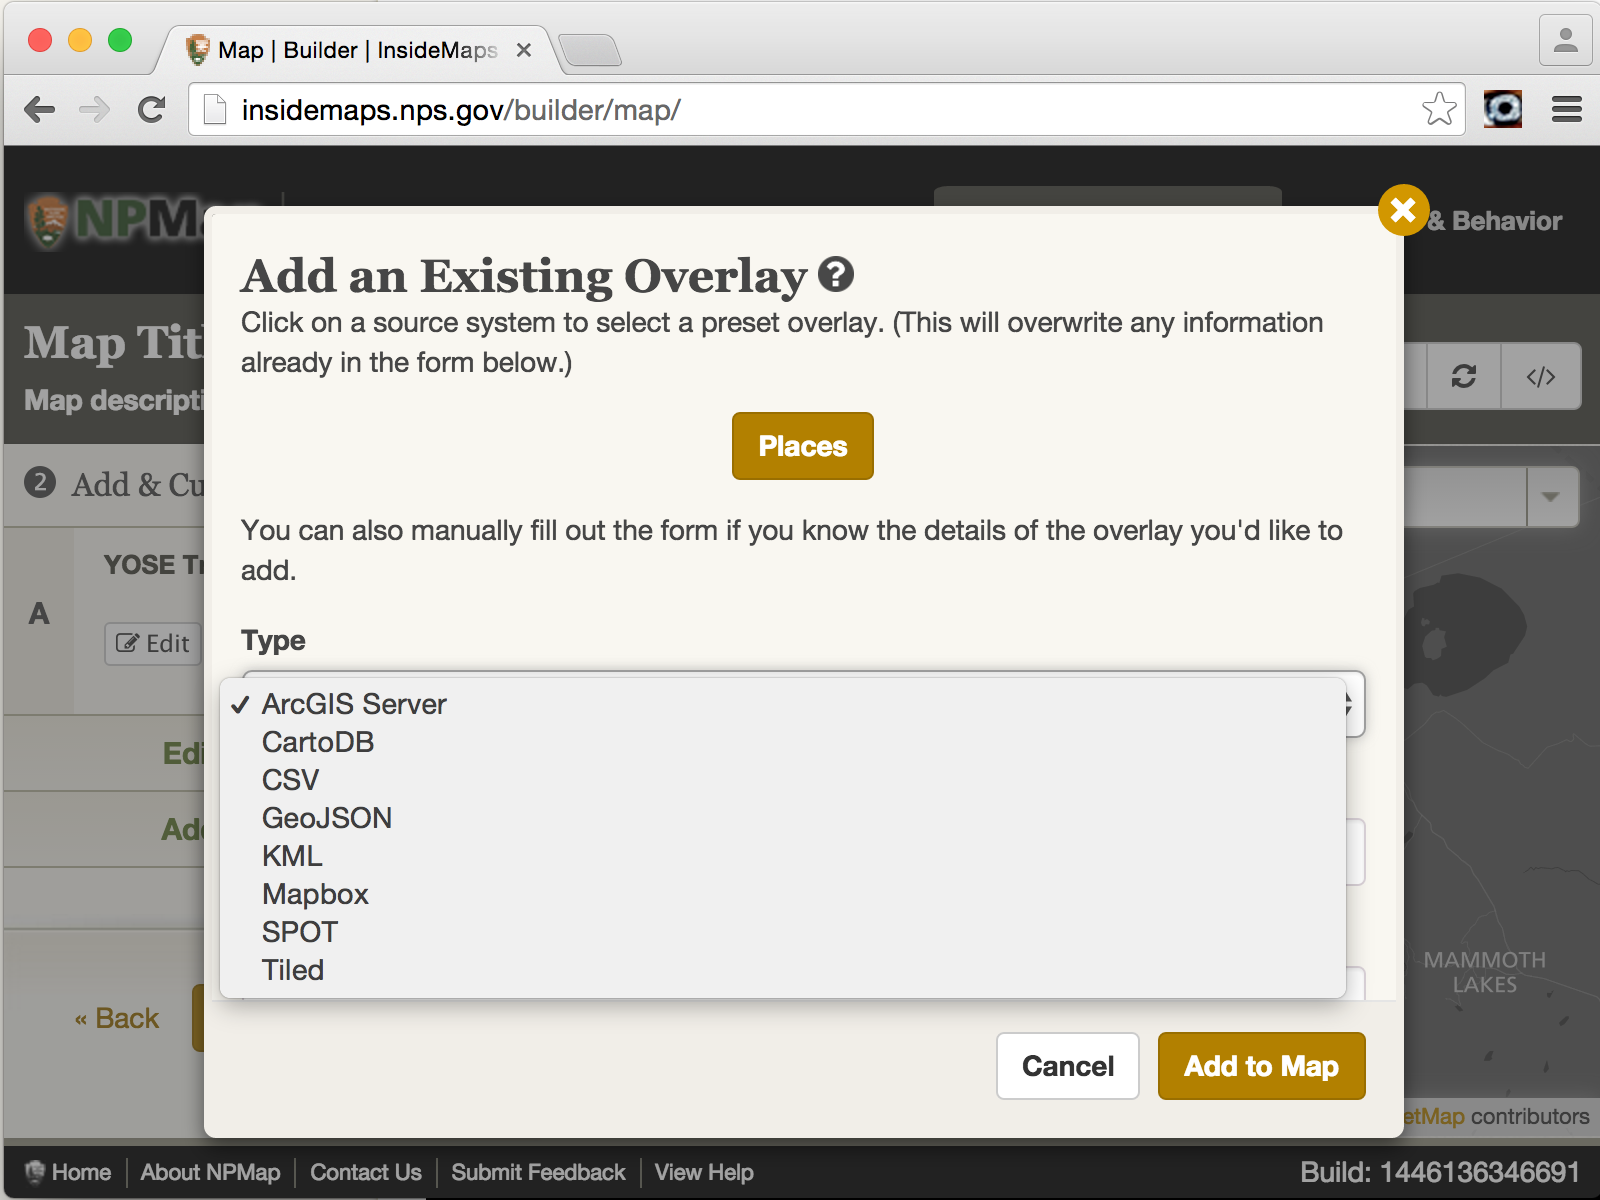 Map | Builder | InsideMaps
insidemaps.nps.gov/builder/map/
NPM
& Behavior
Add an Existing Overlay ?
Click on a source system to select a preset overlay. (This will overwrite any information
already in the form below.)
Map Tit
Map descripti
</>
Places
2 Add & Cu
You can also manually fill out the form if you know the details of the overlay you'd like to
add.
YOSE Tr
A
Edit
Type
✓ ArcGIS Server
CartoDB
CSV
GeoJSON
KML
Mapbox
SPOT
Tiled
Edi
Add
MAMMOTH
LAKES
« Back
Cancel
Add to Map
etMap contributors
Home
About NPMap
Contact Us
Submit Feedback
View Help
Build: 1446136346691